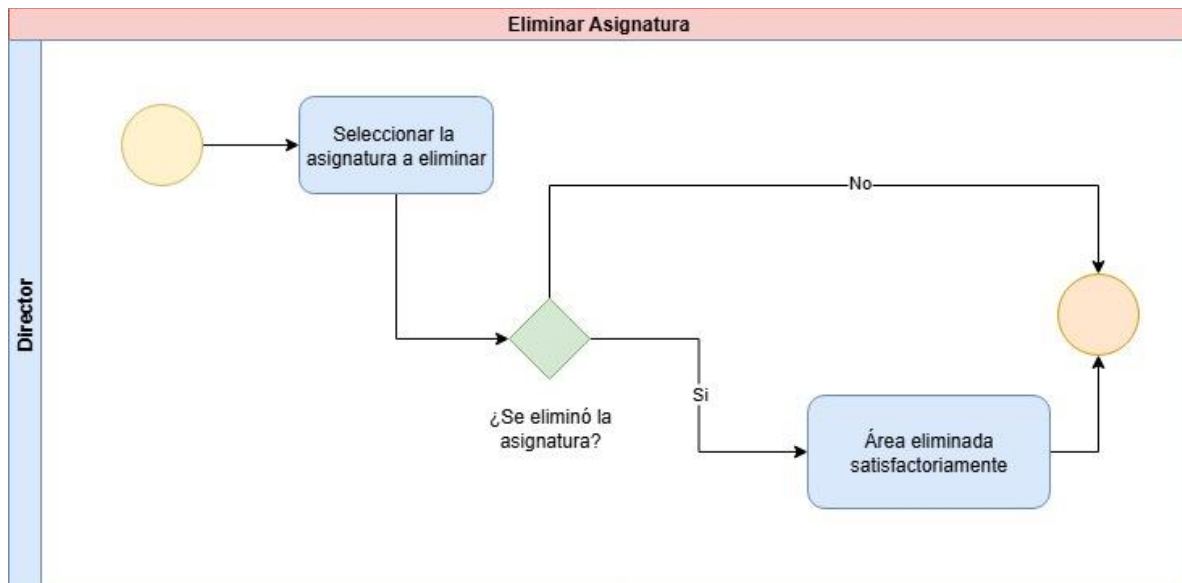 Eliminar Asignatura
Director
Seleccionar la
asignatura a eliminar
No
¿Se eliminó la
asignatura?
Si
Área eliminada
satisfactoriamente